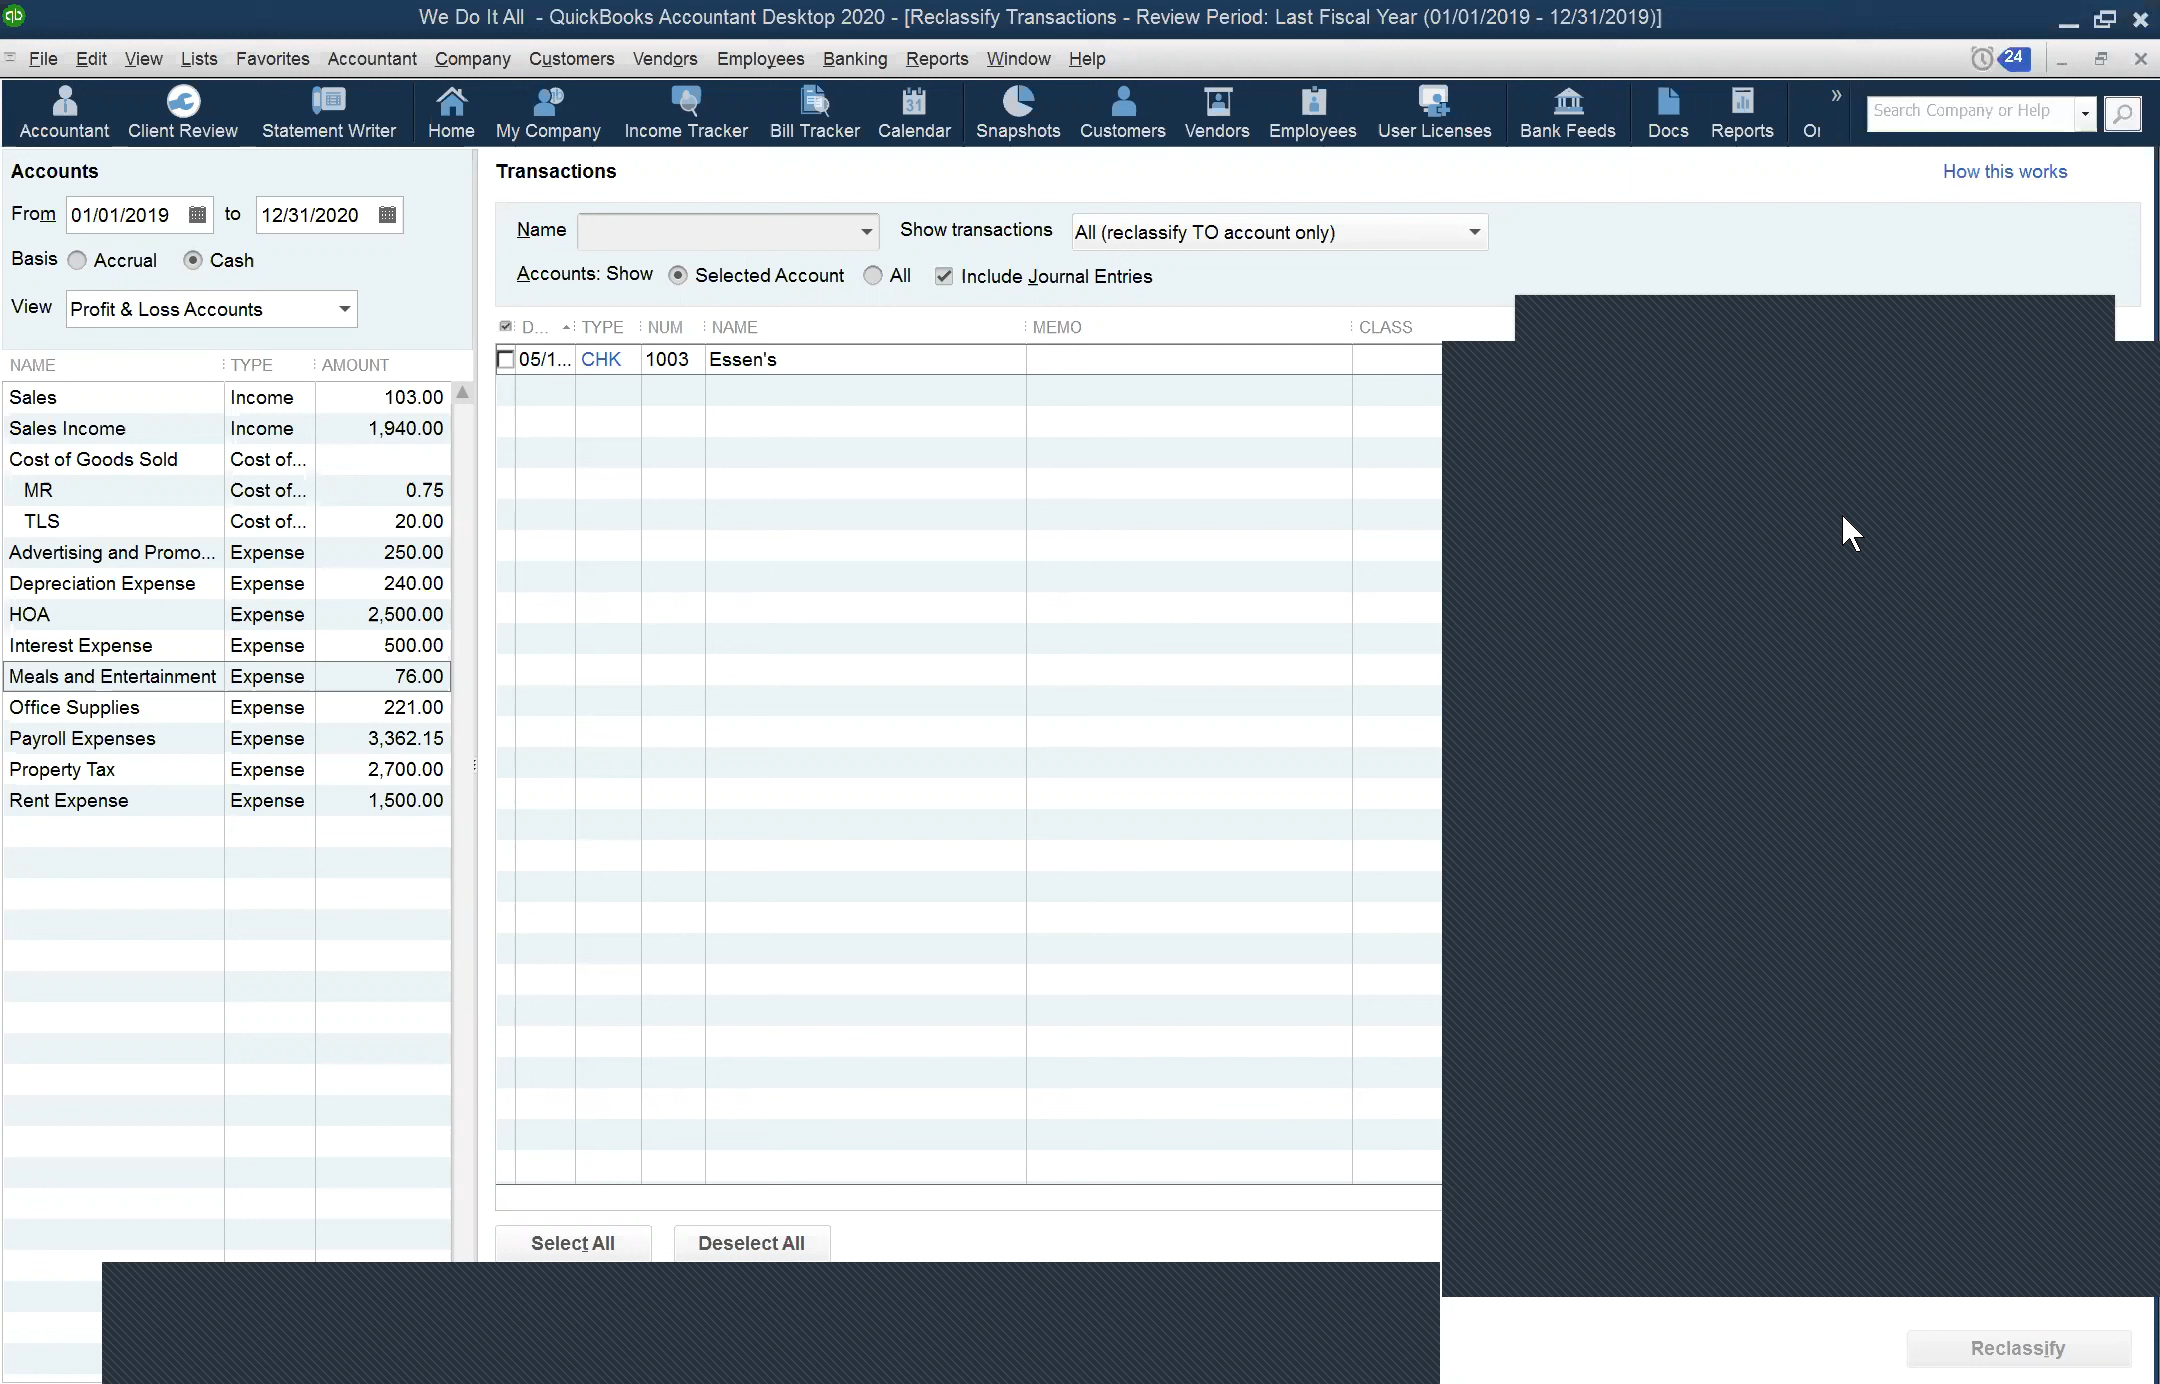 We Do It All - QuickBooks Accountant Desktop 2020 - [Reclassify Transactions - Review Period: Last Fiscal Year (01/01/2019 - 12/31/2019)]
File Edit View Lists Favorites Accountant Company Customers Vendors Employees Banking Reports Window Help 24
Accountant Client Review Statement Writer Home My Company Income Tracker Bill Tracker Calendar Snapshots Customers Vendors Employees User Licenses Bank Feeds Docs Reports » Search Company or Help
Accounts
From 01/01/2019 to 12/31/2020
Basis Accrual Cash
View Profit & Loss Accounts
NAME TYPE AMOUNT
Sales Income 103.00
Sales Income Income 1,940.00
Cost of Goods Sold Cost of...
MR Cost of... 0.75
TLS Cost of... 20.00
Advertising and Promo... Expense 250.00
Depreciation Expense Expense 240.00
HOA Expense 2,500.00
Interest Expense Expense 500.00
Meals and Entertainment Expense 76.00
Office Supplies Expense 221.00
Payroll Expenses Expense 3,362.15
Property Tax Expense 2,700.00
Rent Expense Expense 1,500.00
Transactions
How this works
Name Show transactions All (reclassify TO account only)
Accounts: Show Selected Account All Include Journal Entries
D... TYPE NUM NAME MEMO CLASS
05/1... CHK 1003 Essen's
Select All Deselect All
Reclassify